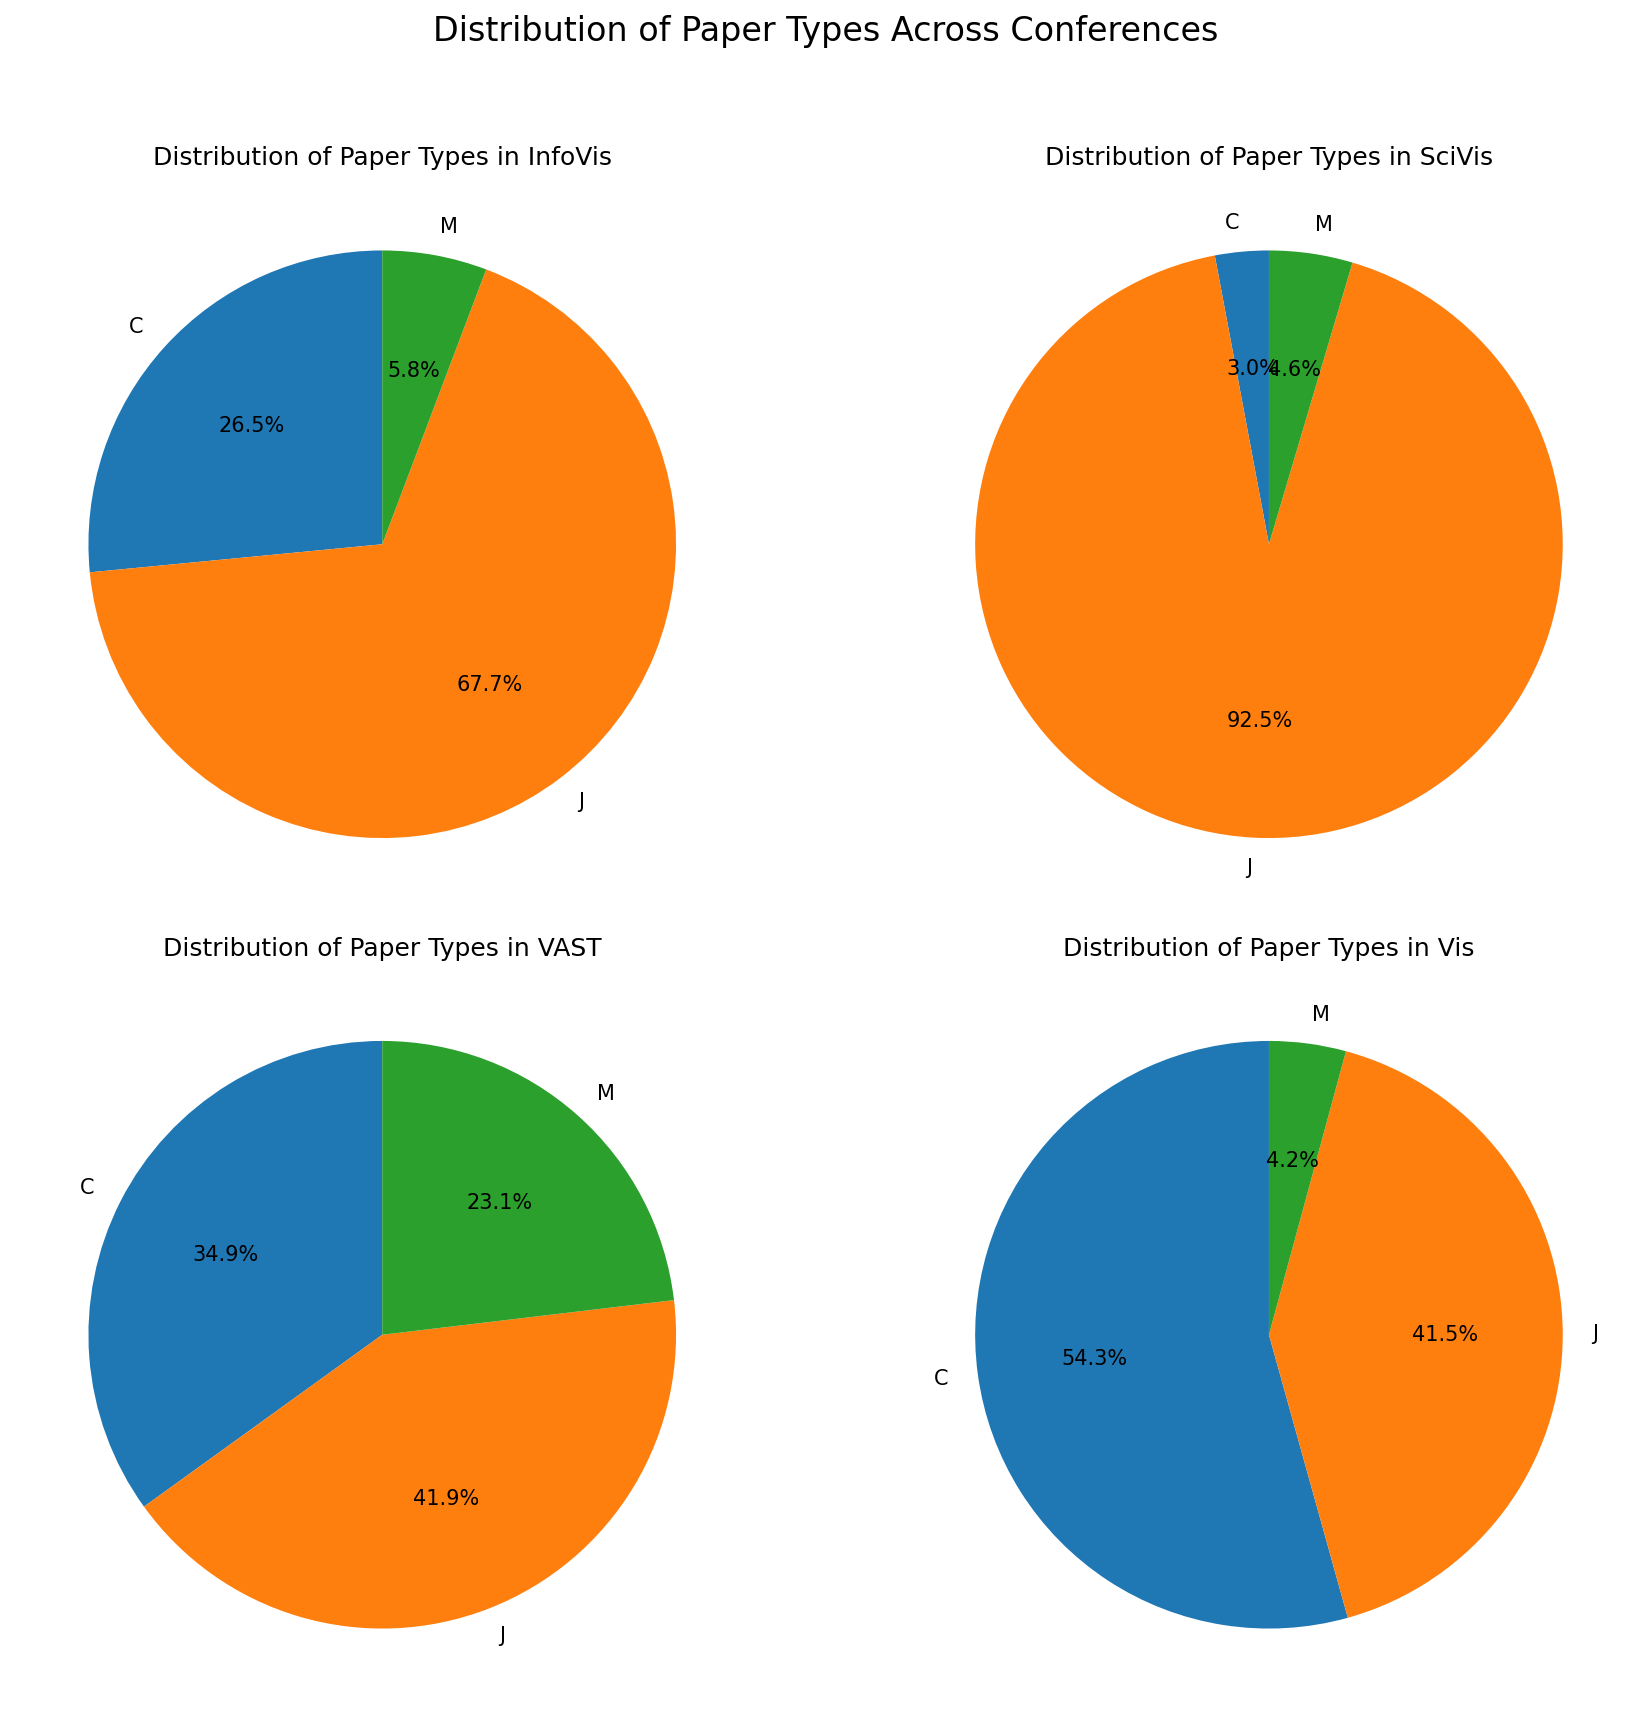 Distribution of Paper Types Across Conferences
Distribution of Paper Types in InfoVis
M
C
5.8%
26.5%
67.7%
J
Distribution of Paper Types in SciVis
C
M
3.0%
4.6%
92.5%
J
Distribution of Paper Types in VAST
M
C
23.1%
34.9%
41.9%
J
Distribution of Paper Types in Vis
M
4.2%
41.5%
J
54.3%
C